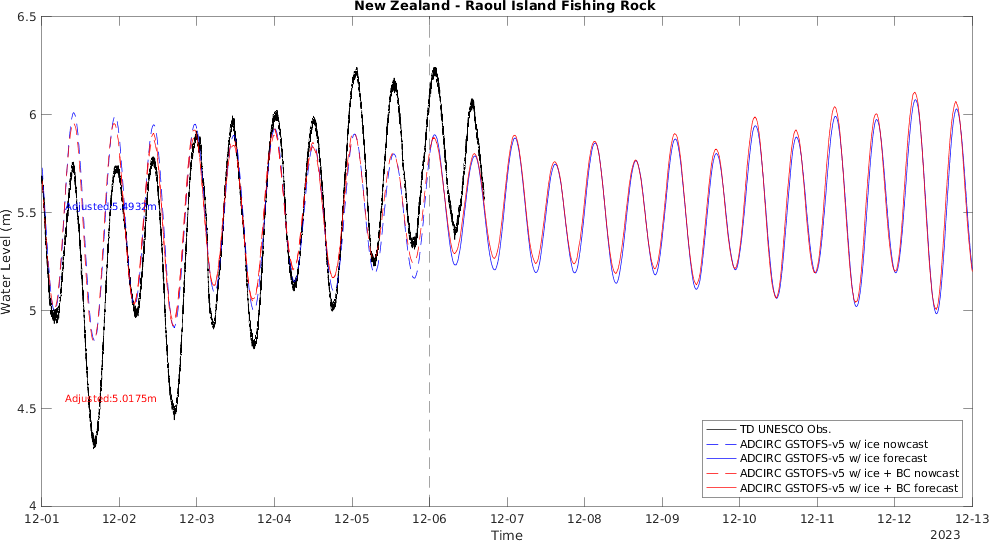 New Zealand - Raoul Island Fishing Rock
Water Level (m)
6.5
6
5.5
5
4.5
4
Adjusted:5.4932m
Adjusted:5.0175m
TD UNESCO Obs.
ADCIRC GSTOFS-v5 w/ ice nowcast
ADCIRC GSTOFS-v5 w/ ice forecast
ADCIRC GSTOFS-v5 w/ ice + BC nowcast
ADCIRC GSTOFS-v5 w/ ice + BC forecast
12-01 12-02 12-03 12-04 12-05 12-06 12-07 12-08 12-09 12-10 12-11 12-12 12-13
Time
2023